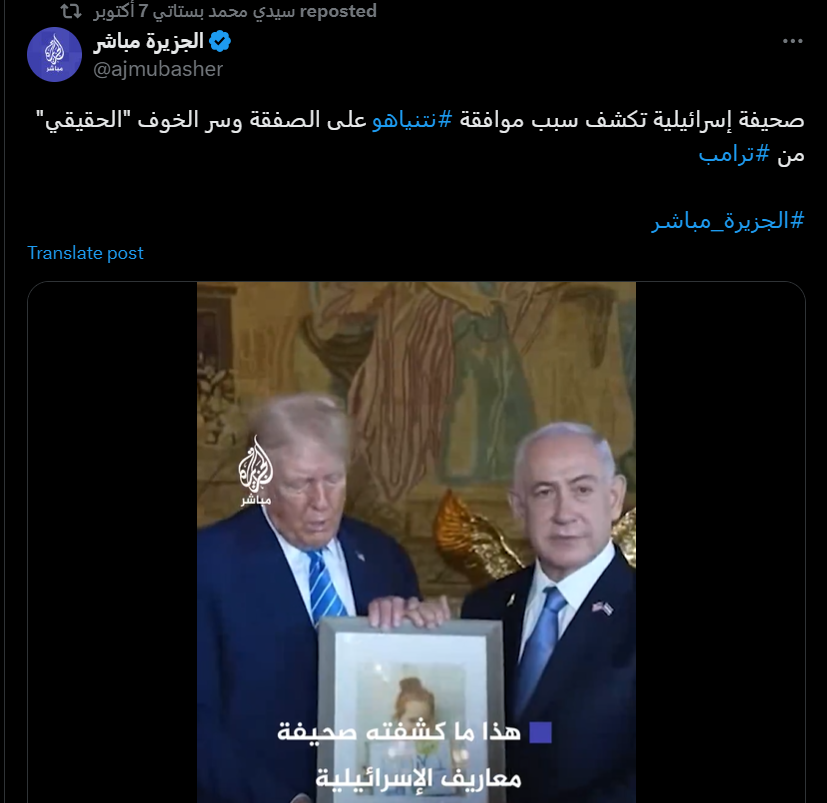 سيدي محمد بستاتي 7 أكتوبر reposted
الجزيرة مباشر
@ajmubasher
صحيفة إسرائيلية تكشف سبب موافقة #نتنياهو على الصفقة وسر الخوف "الحقيقي"
من #ترامب
#الجزيرة_مباشر
Translate post
الجزيرة
مباشر
هذا ما كشفته صحيفة
معاريف الإسرائيلية